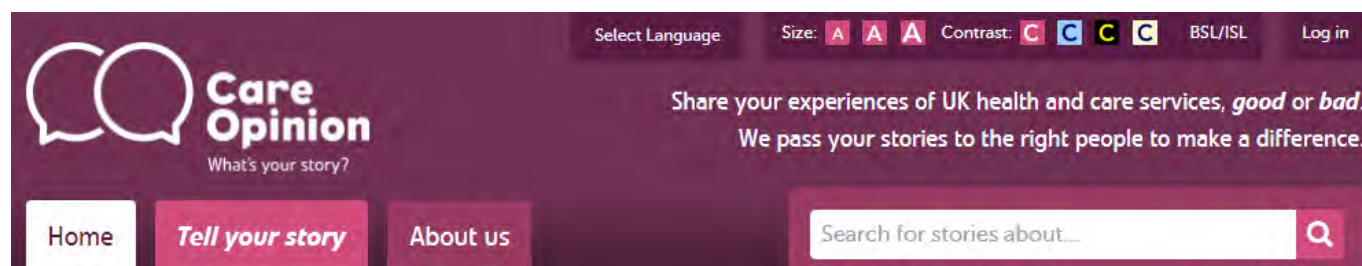 Select Language Size: A A A Contrast: C C C C BSL/ISL Log in
Care
Opinion
What's your story?
Share your experiences of UK health and care services, good or bad.
We pass your stories to the right people to make a difference.
Home Tell your story About us
Search for stories about...